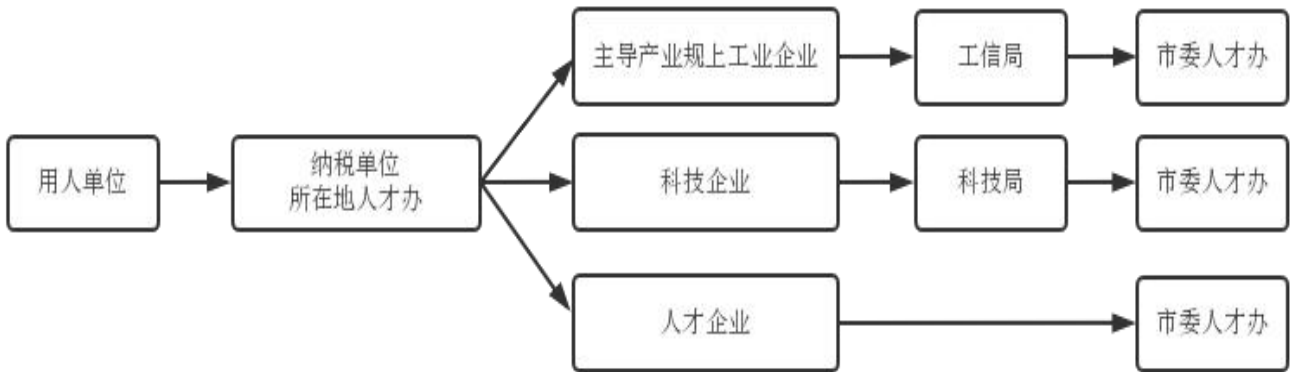 主导产业规上工业企业
工信局
市委人才办
用人单位
纳税单位
所在地人才办
科技企业
科技局
市委人才办
人才企业
市委人才办